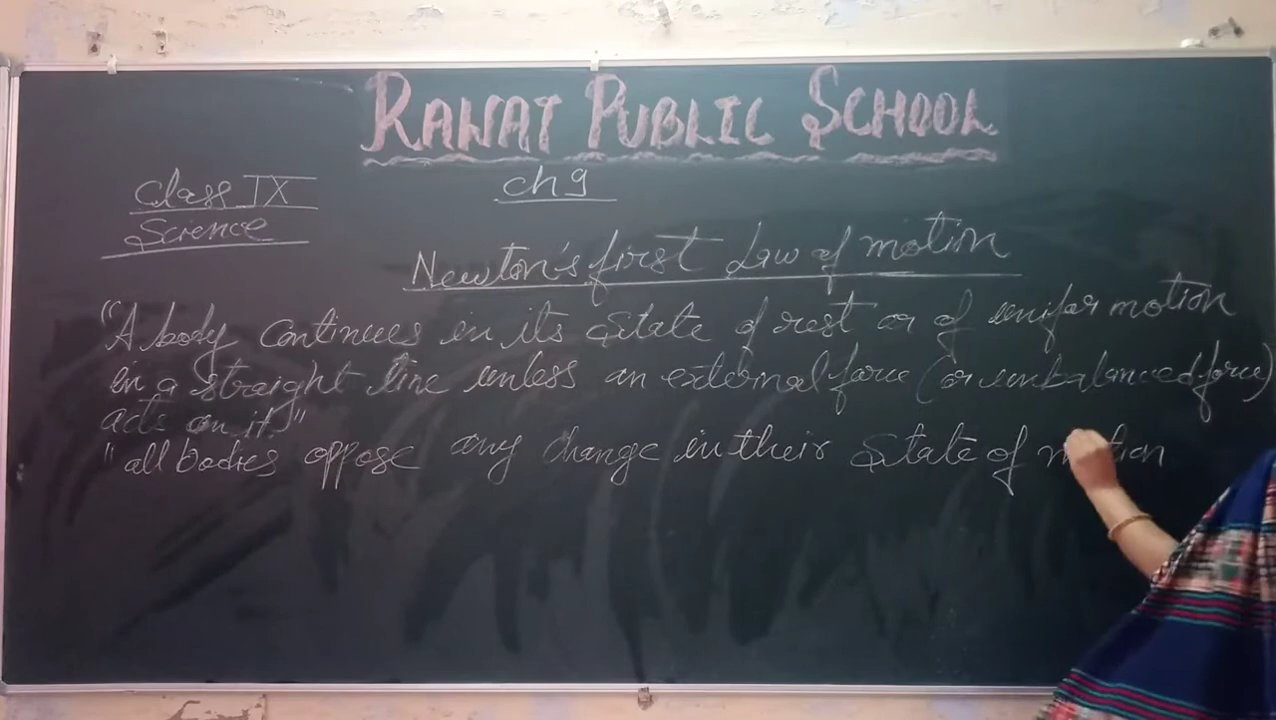 RAWAT PUBLIC SCHOOL
Class IX
ch 9
Science
Newton's first Law of motion
"A body continues in its state of rest or of unifor motion
in a straight line unless an external force (or unbalanced force)
acts on it."
"all bodies oppose any change in their state of motion